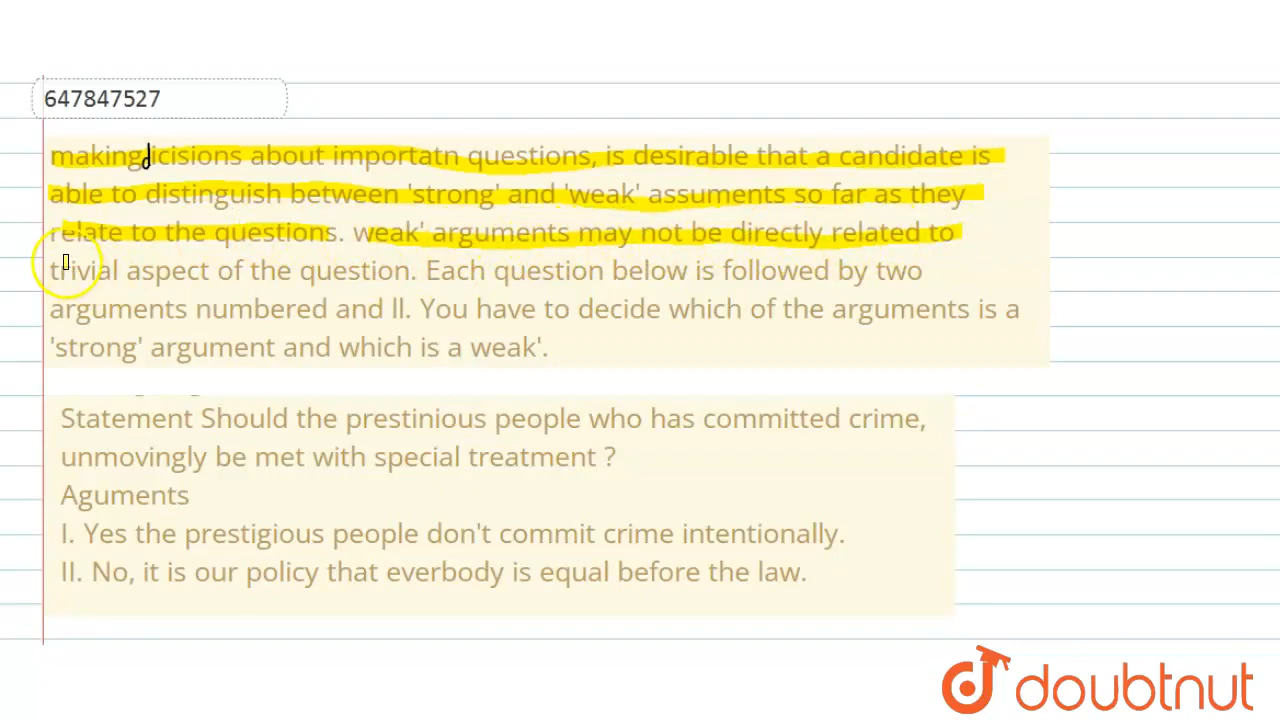 647847527
making dicisions about importatn questions, is desirable that a candidate is
able to distinguish between 'strong' and 'weak' assuments so far as they
relate to the questions. weak' arguments may not be directly related to
trivial aspect of the question. Each question below is followed by two
arguments numbered and ll. You have to decide which of the arguments is a
'strong' argument and which is a weak'.
Statement Should the prestinious people who has committed crime,
unmovingly be met with special treatment ?
Aguments
I. Yes the prestigious people don't commit crime intentionally.
II. No, it is our policy that everbody is equal before the law.
doubtnut